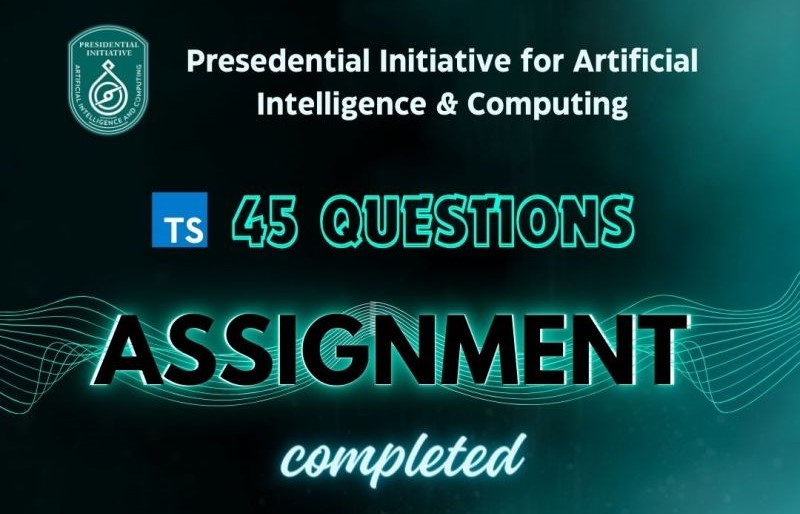 PRESIDENTIAL
INITIATIVE
ARTIFICIAL INTELLIGENCE AND COMPUTING
Presedential Initiative for Artificial
Intelligence & Computing
TS
45 QUESTIONS
ASSIGNMENT
completed